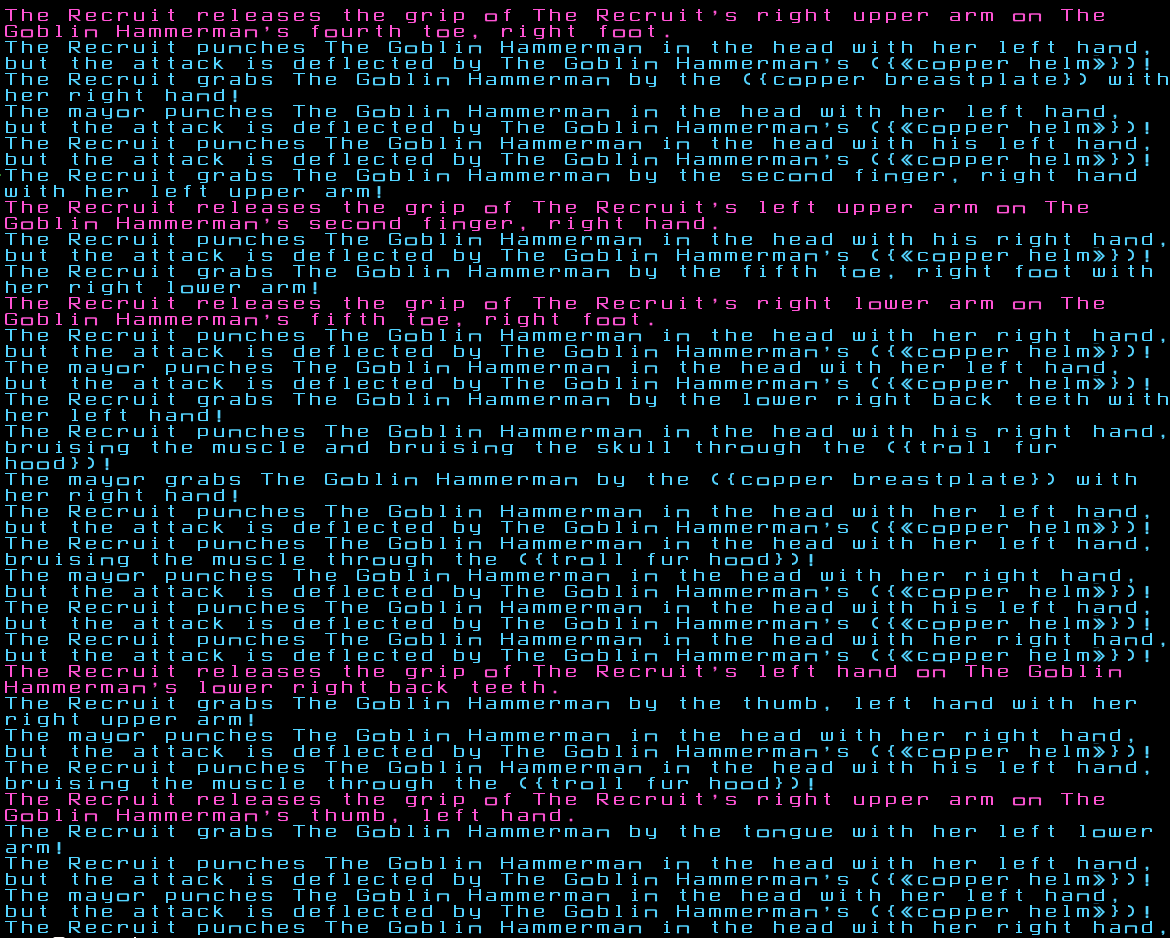 The Recruit releases the grip of The Recruit's right upper arm on The
Goblin Hammerman's fourth toe, right foot.
The Recruit punches The Goblin Hammerman in the head with her left hand,
but the attack is deflected by The Goblin Hammerman's ({«copper helm»})!
The Recruit grabs The Goblin Hammerman by the ({copper breastplate}) with
her right hand!
The mayor punches The Goblin Hammerman in the head with her left hand,
but the attack is deflected by The Goblin Hammerman's ({«copper helm»})!
The Recruit punches The Goblin Hammerman in the head with his left hand,
but the attack is deflected by The Goblin Hammerman's ({«copper helm»})!
The Recruit grabs The Goblin Hammerman by the second finger, right hand
with her left upper arm!
The Recruit releases the grip of The Recruit's left upper arm on The
Goblin Hammerman's second finger, right hand.
The Recruit punches The Goblin Hammerman in the head with his right hand,
but the attack is deflected by The Goblin Hammerman's ({«copper helm»})!
The Recruit grabs The Goblin Hammerman by the fifth toe, right foot with
her right lower arm!
The Recruit releases the grip of The Recruit's right lower arm on The
Goblin Hammerman's fifth toe, right foot.
The Recruit punches The Goblin Hammerman in the head with her right hand,
but the attack is deflected by The Goblin Hammerman's ({«copper helm»})!
The mayor punches The Goblin Hammerman in the head with her left hand,
but the attack is deflected by The Goblin Hammerman's ({«copper helm»})!
The Recruit grabs The Goblin Hammerman by the lower right back teeth with
her left hand!
The Recruit punches The Goblin Hammerman in the head with his right hand,
bruising the muscle and bruising the skull through the ({troll fur
hood})!
The mayor grabs The Goblin Hammerman by the ({copper breastplate}) with
her right hand!
The Recruit punches The Goblin Hammerman in the head with her left hand,
but the attack is deflected by The Goblin Hammerman's ({«copper helm»})!
The Recruit punches The Goblin Hammerman in the head with her left hand,
bruising the muscle through the ({troll fur hood})!
The mayor punches The Goblin Hammerman in the head with her right hand,
but the attack is deflected by The Goblin Hammerman's ({«copper helm»})!
The Recruit punches The Goblin Hammerman in the head with his left hand,
but the attack is deflected by The Goblin Hammerman's ({«copper helm»})!
The Recruit punches The Goblin Hammerman in the head with her right hand,
but the attack is deflected by The Goblin Hammerman's ({«copper helm»})!
The Recruit releases the grip of The Recruit's left hand on The Goblin
Hammerman's lower right back teeth.
The Recruit grabs The Goblin Hammerman by the thumb, left hand with her
right upper arm!
The mayor punches The Goblin Hammerman in the head with her right hand,
but the attack is deflected by The Goblin Hammerman's ({«copper helm»})!
The Recruit punches The Goblin Hammerman in the head with his left hand,
bruising the muscle through the ({troll fur hood})!
The Recruit releases the grip of The Recruit's right upper arm on The
Goblin Hammerman's thumb, left hand.
The Recruit grabs The Goblin Hammerman by the tongue with her left lower
arm!
The Recruit punches The Goblin Hammerman in the head with her left hand,
but the attack is deflected by The Goblin Hammerman's ({«copper helm»})!
The mayor punches The Goblin Hammerman in the head with her left hand,
but the attack is deflected by The Goblin Hammerman's ({«copper helm»})!
The Recruit punches The Goblin Hammerman in the head with her right hand,